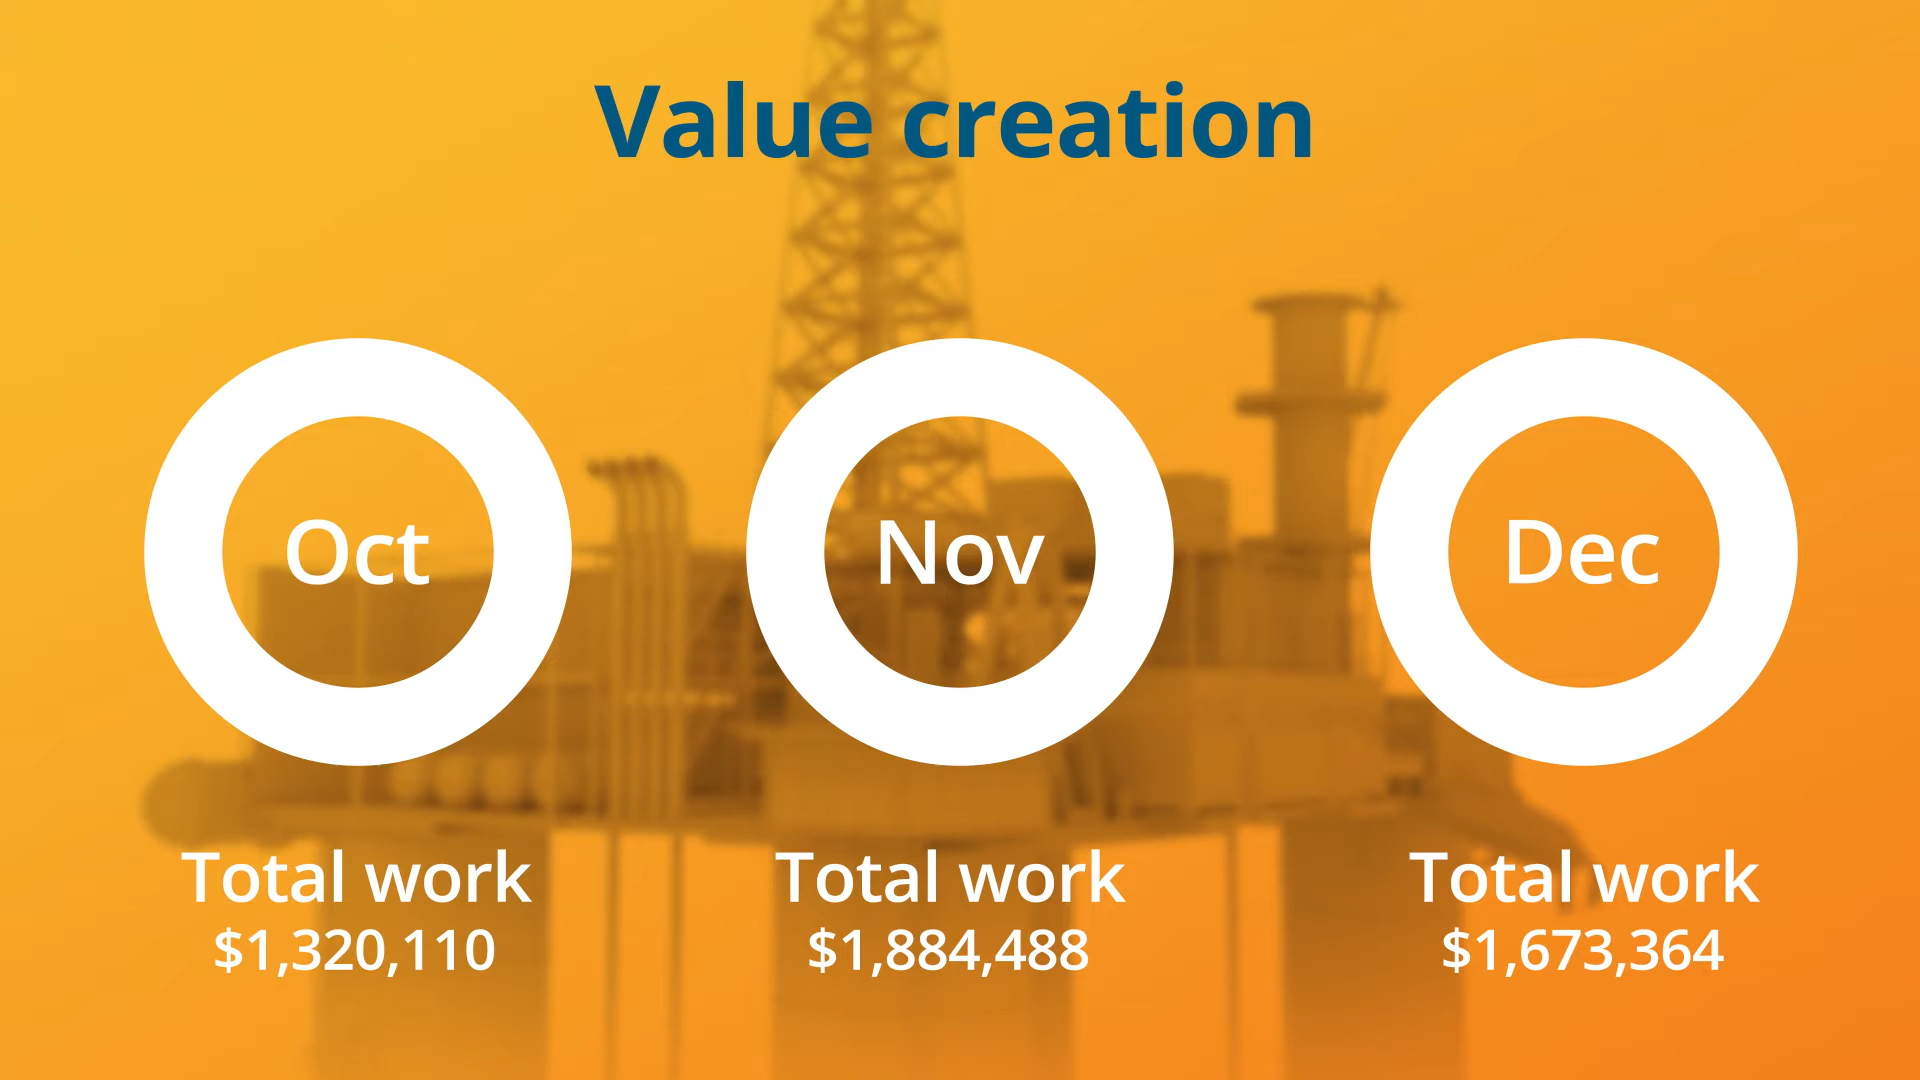 Value creation
Oct
Nov
Dec
Total work
$1,320,110
Total work
$1,884,488
Total work
$1,673,364